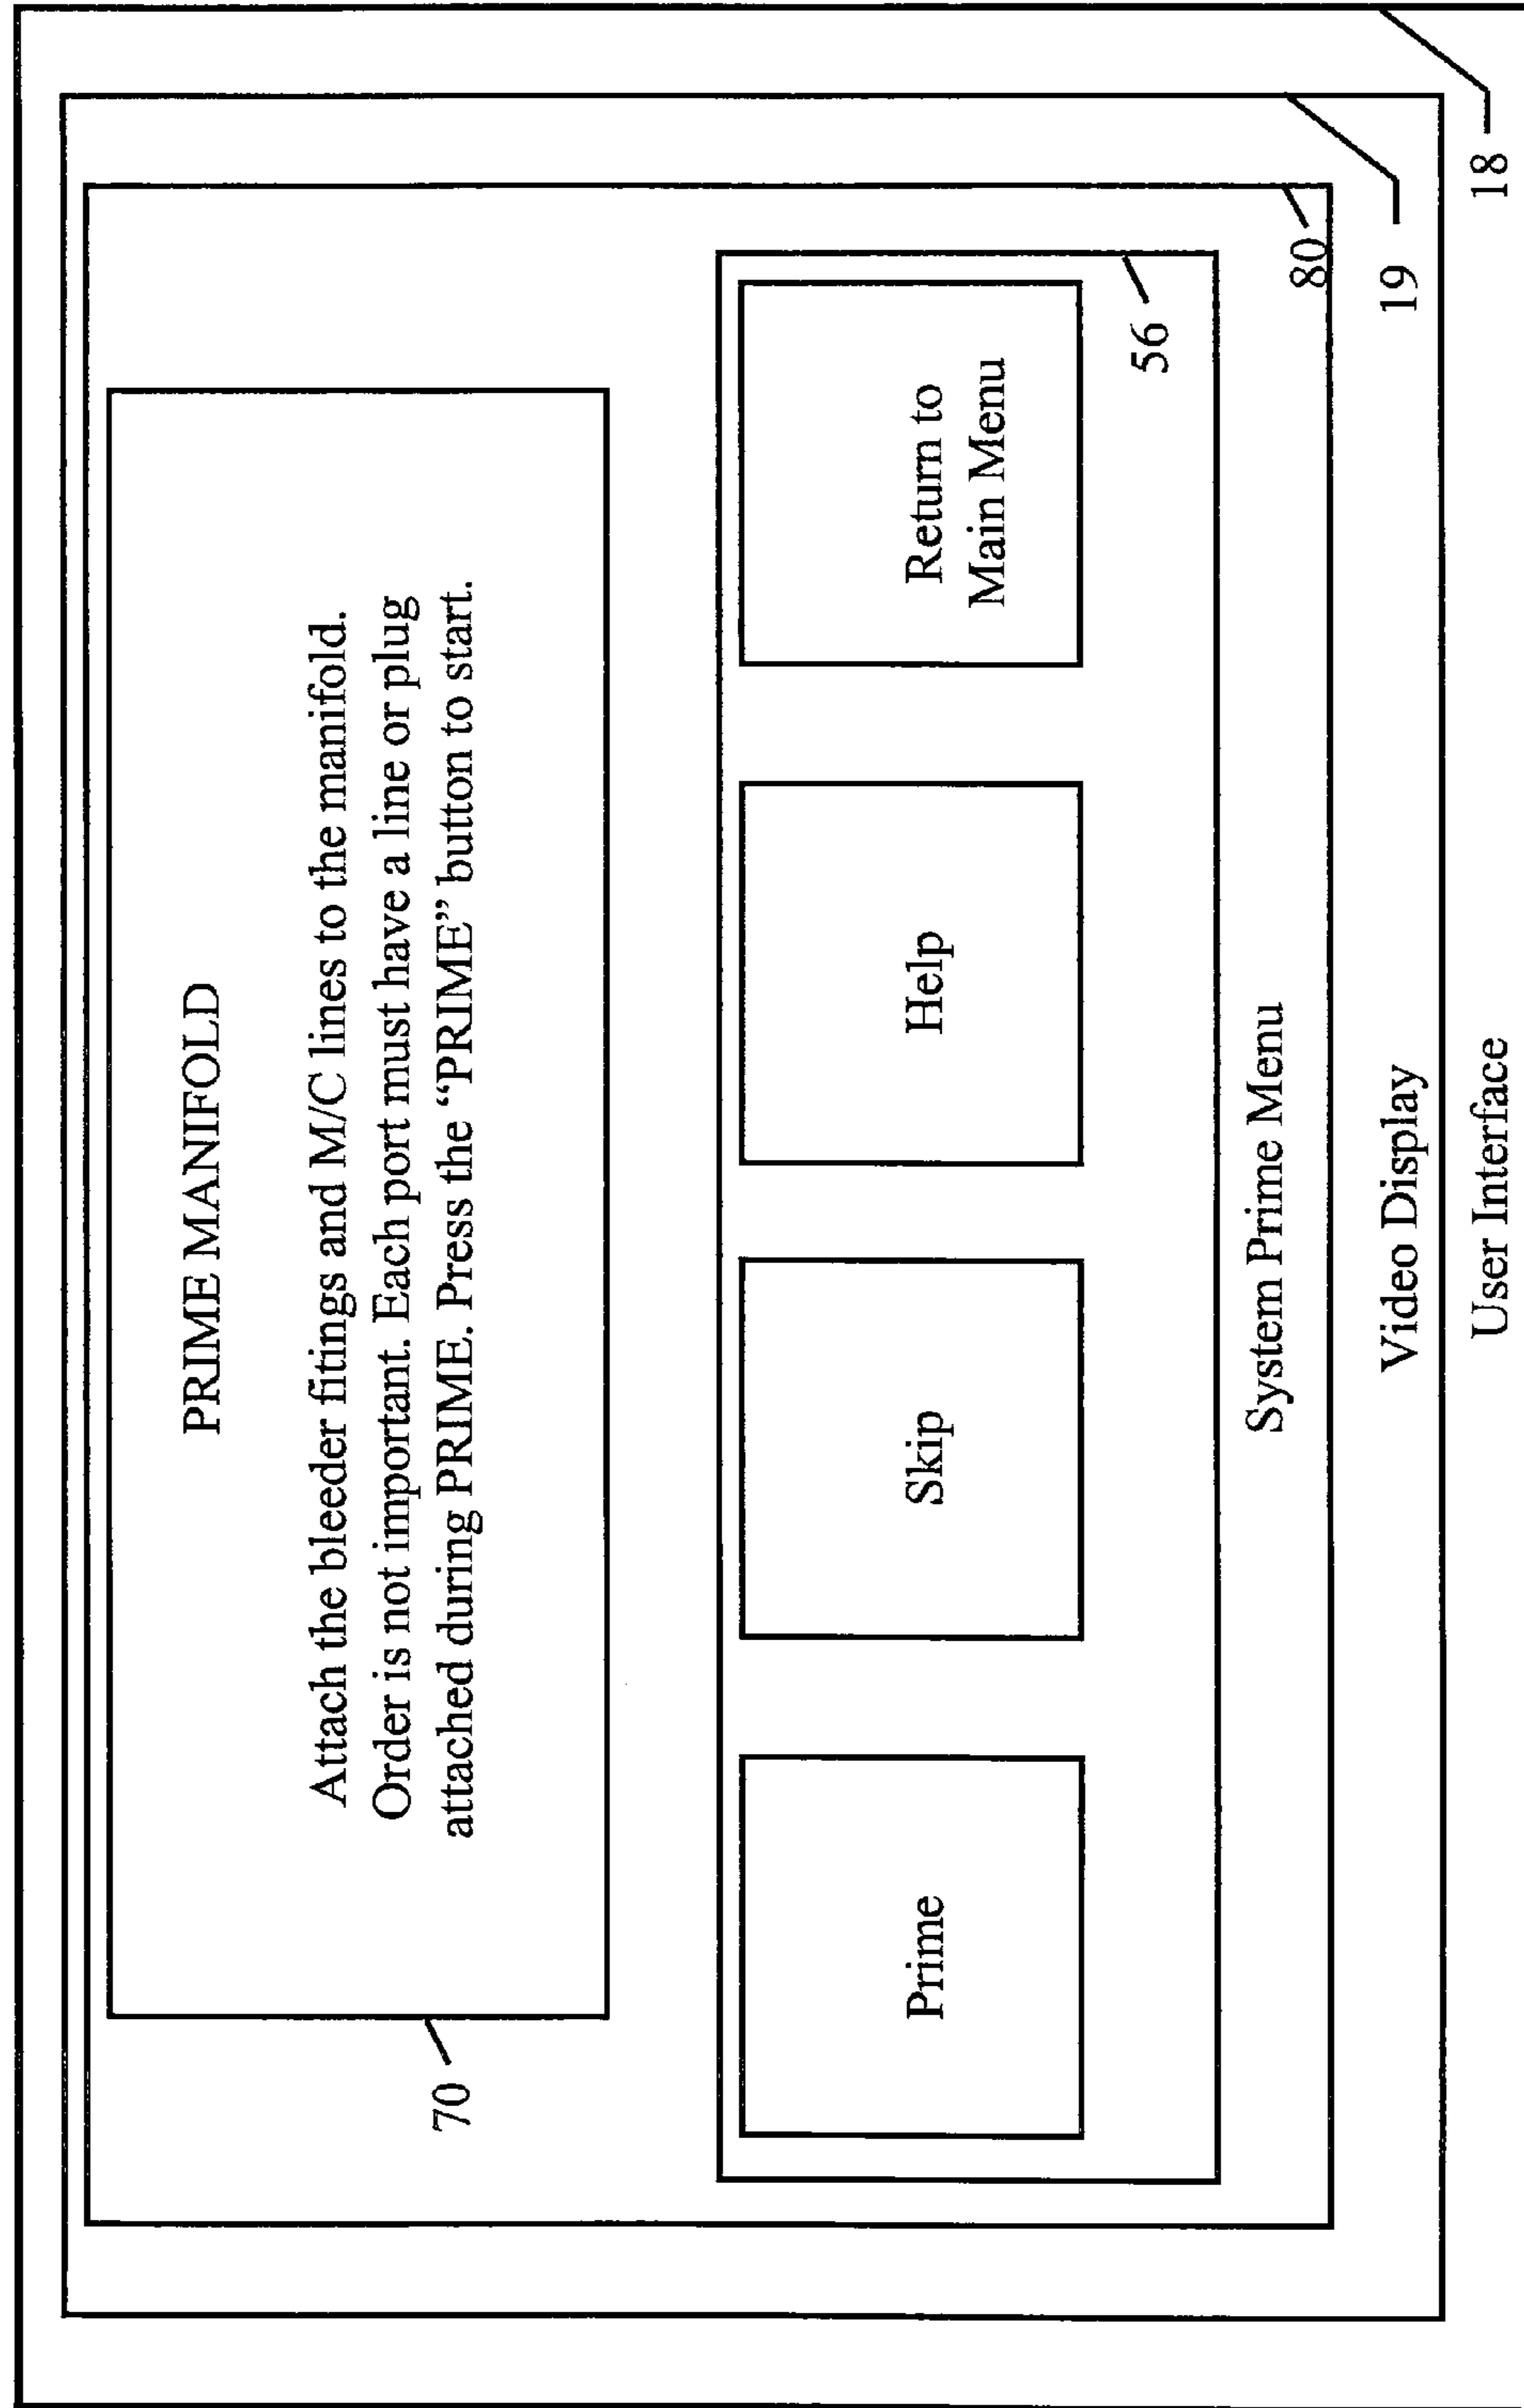 PRIME MANIFOLD
Attach the bleeder fitings and M/C lines to the manifold.
Order is not important. Each port must have a line or plug
attached during PRIME. Press the “PRIME” button to start.
70
Prime
Skip
Help
Return to
Main Menu
56
System Prime Menu
80
Video Display
19
User Interface
18